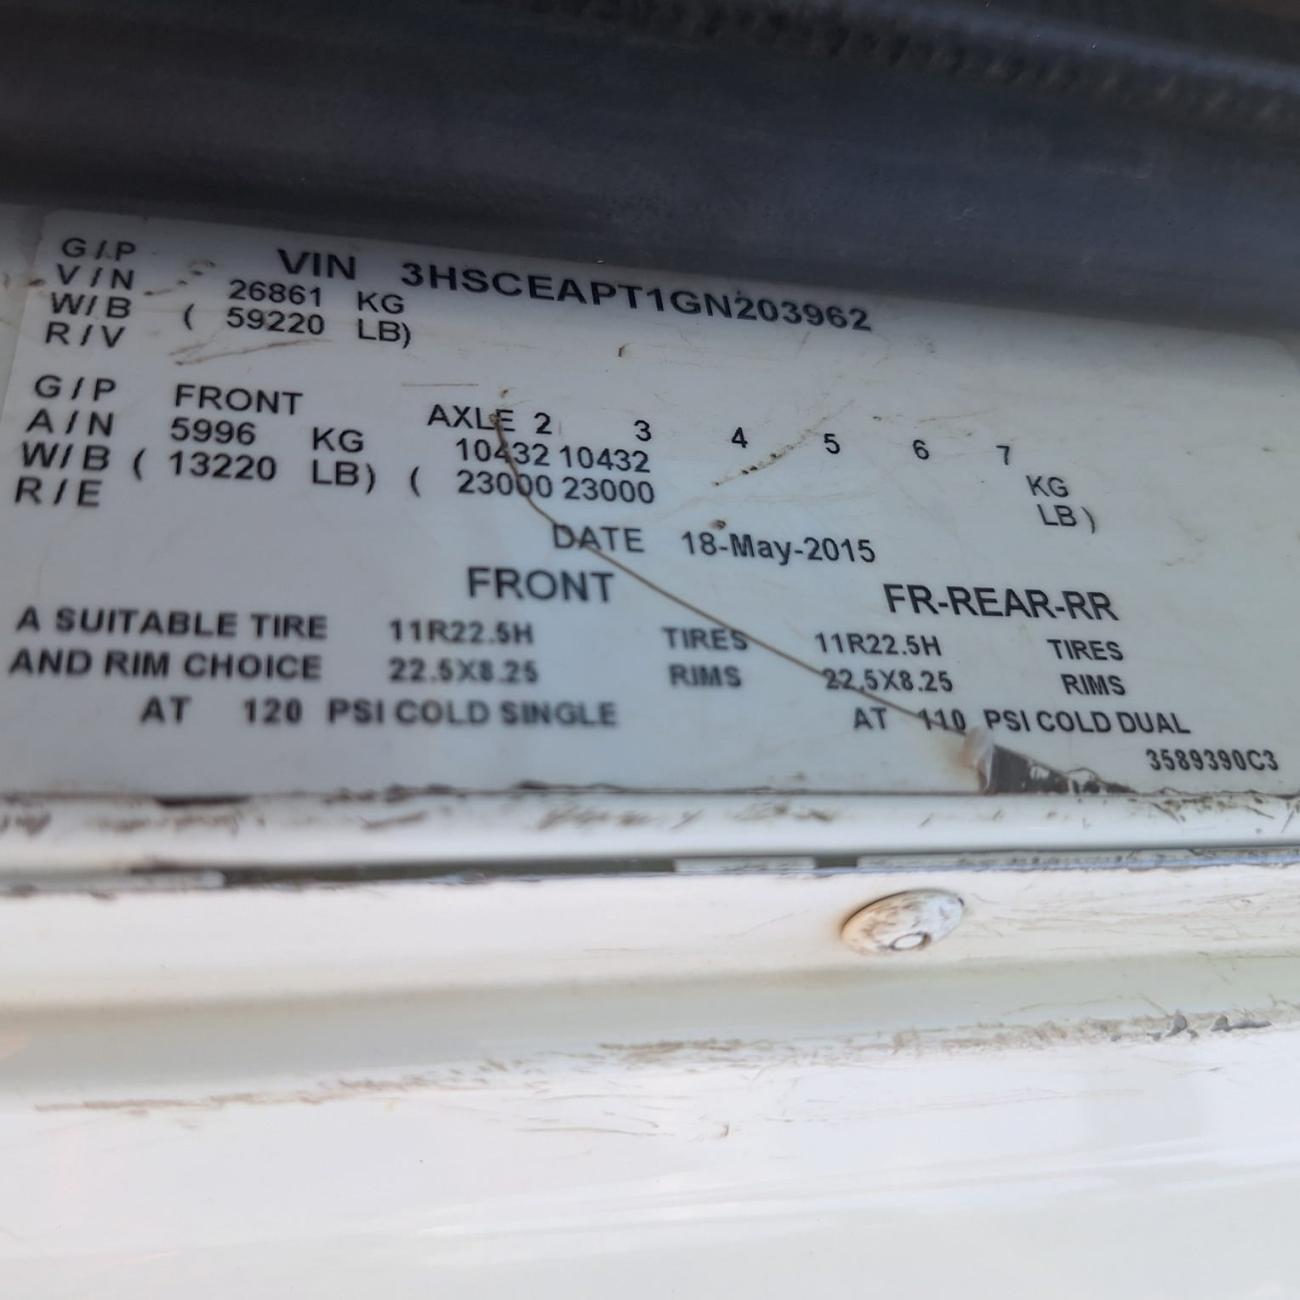 G / P VIN 3HSCEAPT1GN203962
V / N 26861 KG
W / B ( 59220 LB)
R / V
G / P FRONT AXLE 2 3 4 5 6 7
A / N 5996 KG 10432 10432 KG
W / B ( 13220 LB) ( 23000 23000 LB )
R / E
DATE 18-May-2015
FRONT FR-REAR-RR
A SUITABLE TIRE 11R22.5H TIRES 11R22.5H TIRES
AND RIM CHOICE 22.5X8.25 RIMS 22.5X8.25 RIMS
AT 120 PSI COLD SINGLE AT 110 PSI COLD DUAL
3589390C3